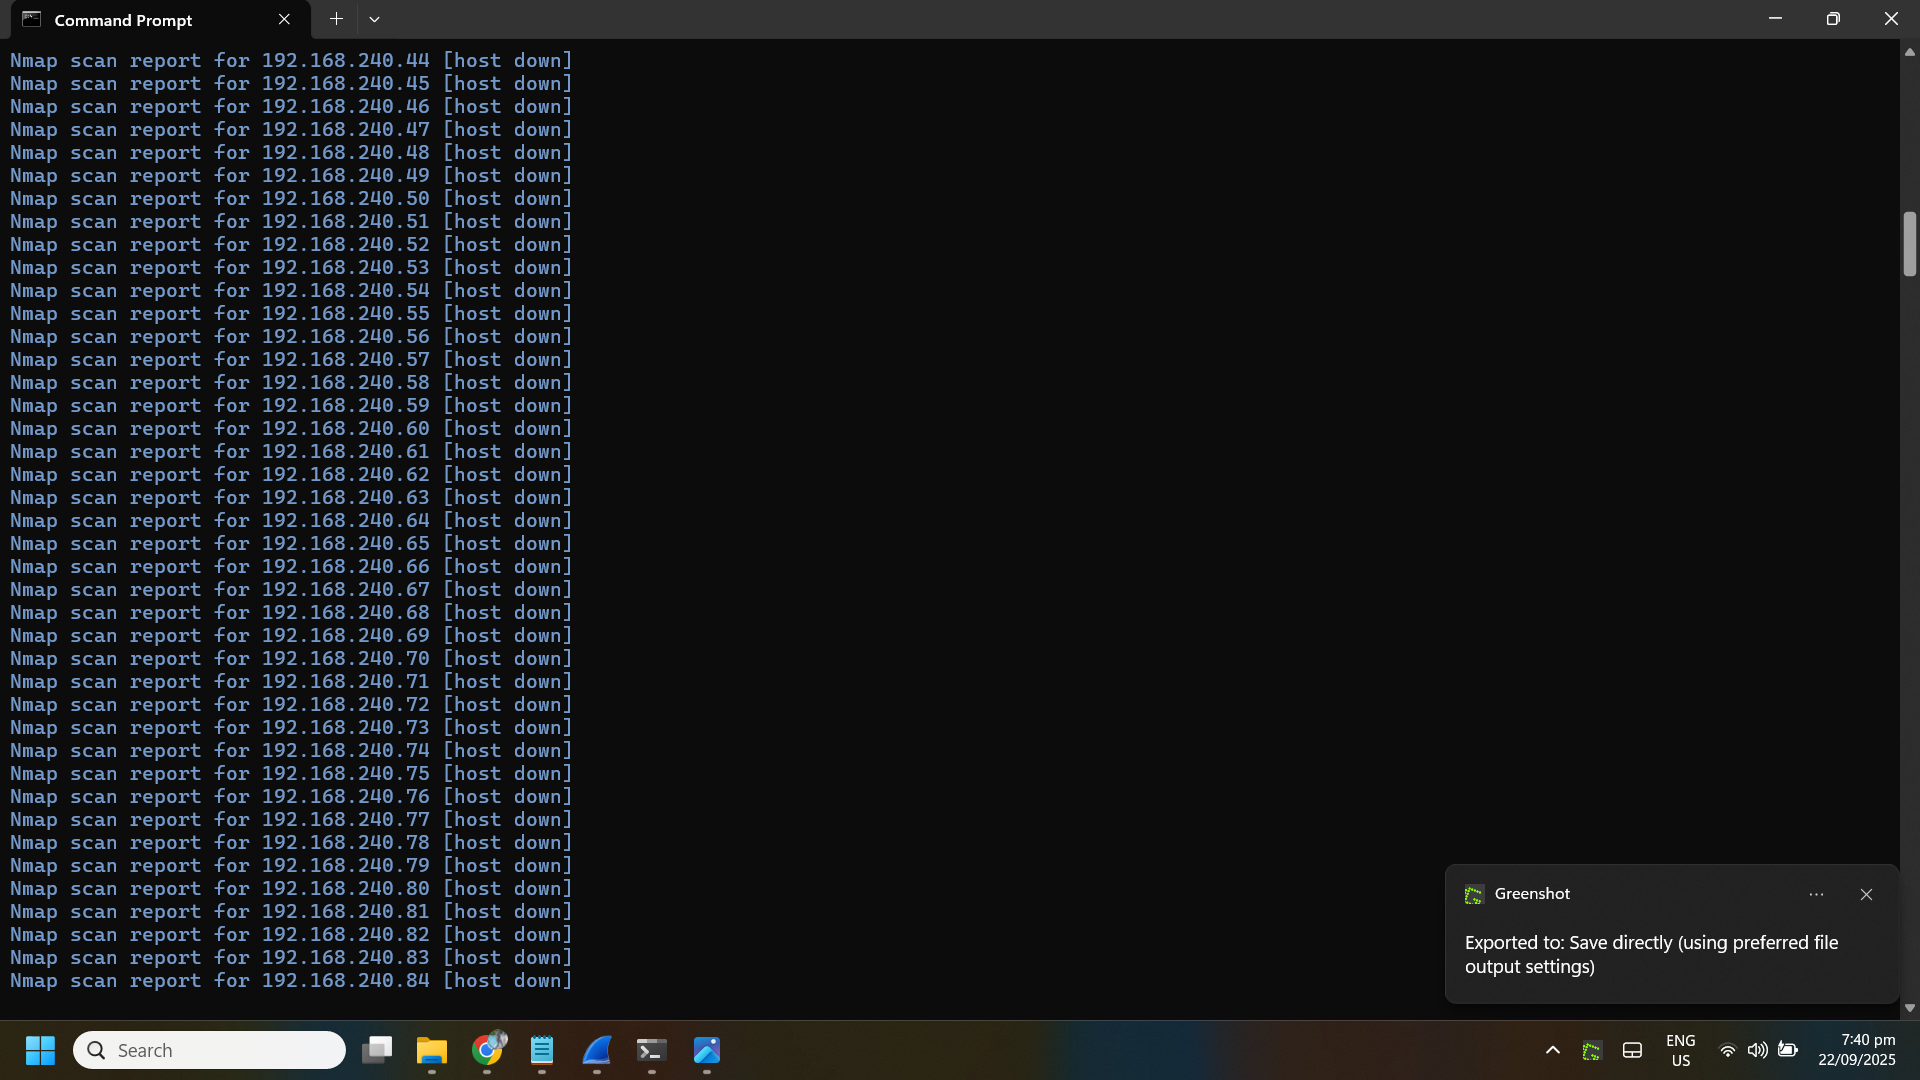 Command Prompt
Nmap scan report for 192.168.240.44 [host down]
Nmap scan report for 192.168.240.45 [host down]
Nmap scan report for 192.168.240.46 [host down]
Nmap scan report for 192.168.240.47 [host down]
Nmap scan report for 192.168.240.48 [host down]
Nmap scan report for 192.168.240.49 [host down]
Nmap scan report for 192.168.240.50 [host down]
Nmap scan report for 192.168.240.51 [host down]
Nmap scan report for 192.168.240.52 [host down]
Nmap scan report for 192.168.240.53 [host down]
Nmap scan report for 192.168.240.54 [host down]
Nmap scan report for 192.168.240.55 [host down]
Nmap scan report for 192.168.240.56 [host down]
Nmap scan report for 192.168.240.57 [host down]
Nmap scan report for 192.168.240.58 [host down]
Nmap scan report for 192.168.240.59 [host down]
Nmap scan report for 192.168.240.60 [host down]
Nmap scan report for 192.168.240.61 [host down]
Nmap scan report for 192.168.240.62 [host down]
Nmap scan report for 192.168.240.63 [host down]
Nmap scan report for 192.168.240.64 [host down]
Nmap scan report for 192.168.240.65 [host down]
Nmap scan report for 192.168.240.66 [host down]
Nmap scan report for 192.168.240.67 [host down]
Nmap scan report for 192.168.240.68 [host down]
Nmap scan report for 192.168.240.69 [host down]
Nmap scan report for 192.168.240.70 [host down]
Nmap scan report for 192.168.240.71 [host down]
Nmap scan report for 192.168.240.72 [host down]
Nmap scan report for 192.168.240.73 [host down]
Nmap scan report for 192.168.240.74 [host down]
Nmap scan report for 192.168.240.75 [host down]
Nmap scan report for 192.168.240.76 [host down]
Nmap scan report for 192.168.240.77 [host down]
Nmap scan report for 192.168.240.78 [host down]
Nmap scan report for 192.168.240.79 [host down]
Nmap scan report for 192.168.240.80 [host down]
Nmap scan report for 192.168.240.81 [host down]
Nmap scan report for 192.168.240.82 [host down]
Nmap scan report for 192.168.240.83 [host down]
Nmap scan report for 192.168.240.84 [host down]
Greenshot
Exported to: Save directly (using preferred file
output settings)
Search
ENG
US
7:40 pm
22/09/2025